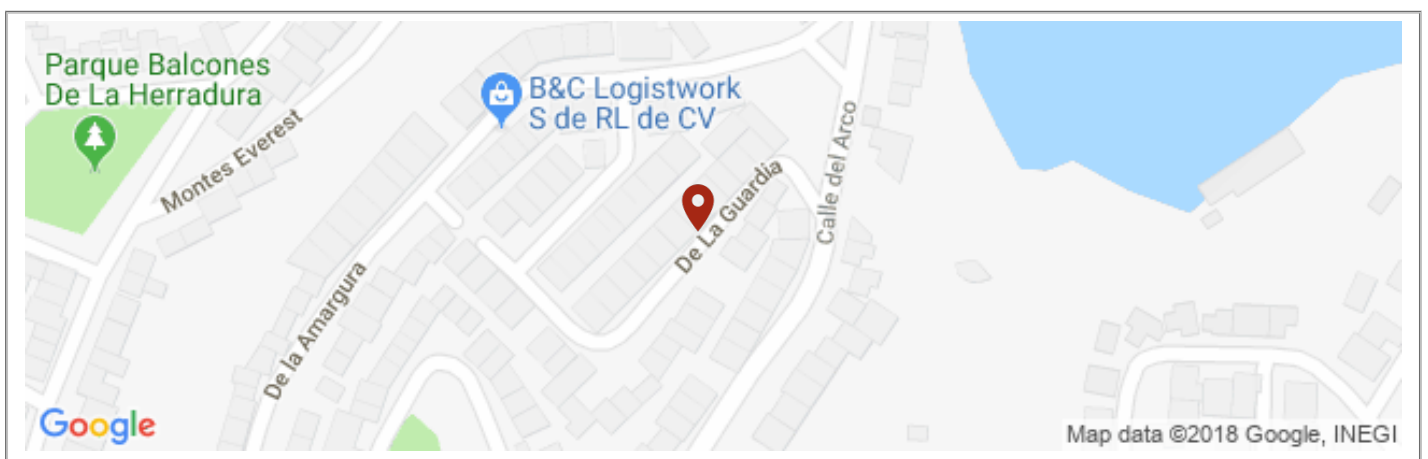 Parque Balcones
De La Herradura
Montes Everest
B&C Logistwork
S de RL de CV
De La Guardia
Calle del Arco
De la Amargura
Google
Map data ©2018 Google, INEGI